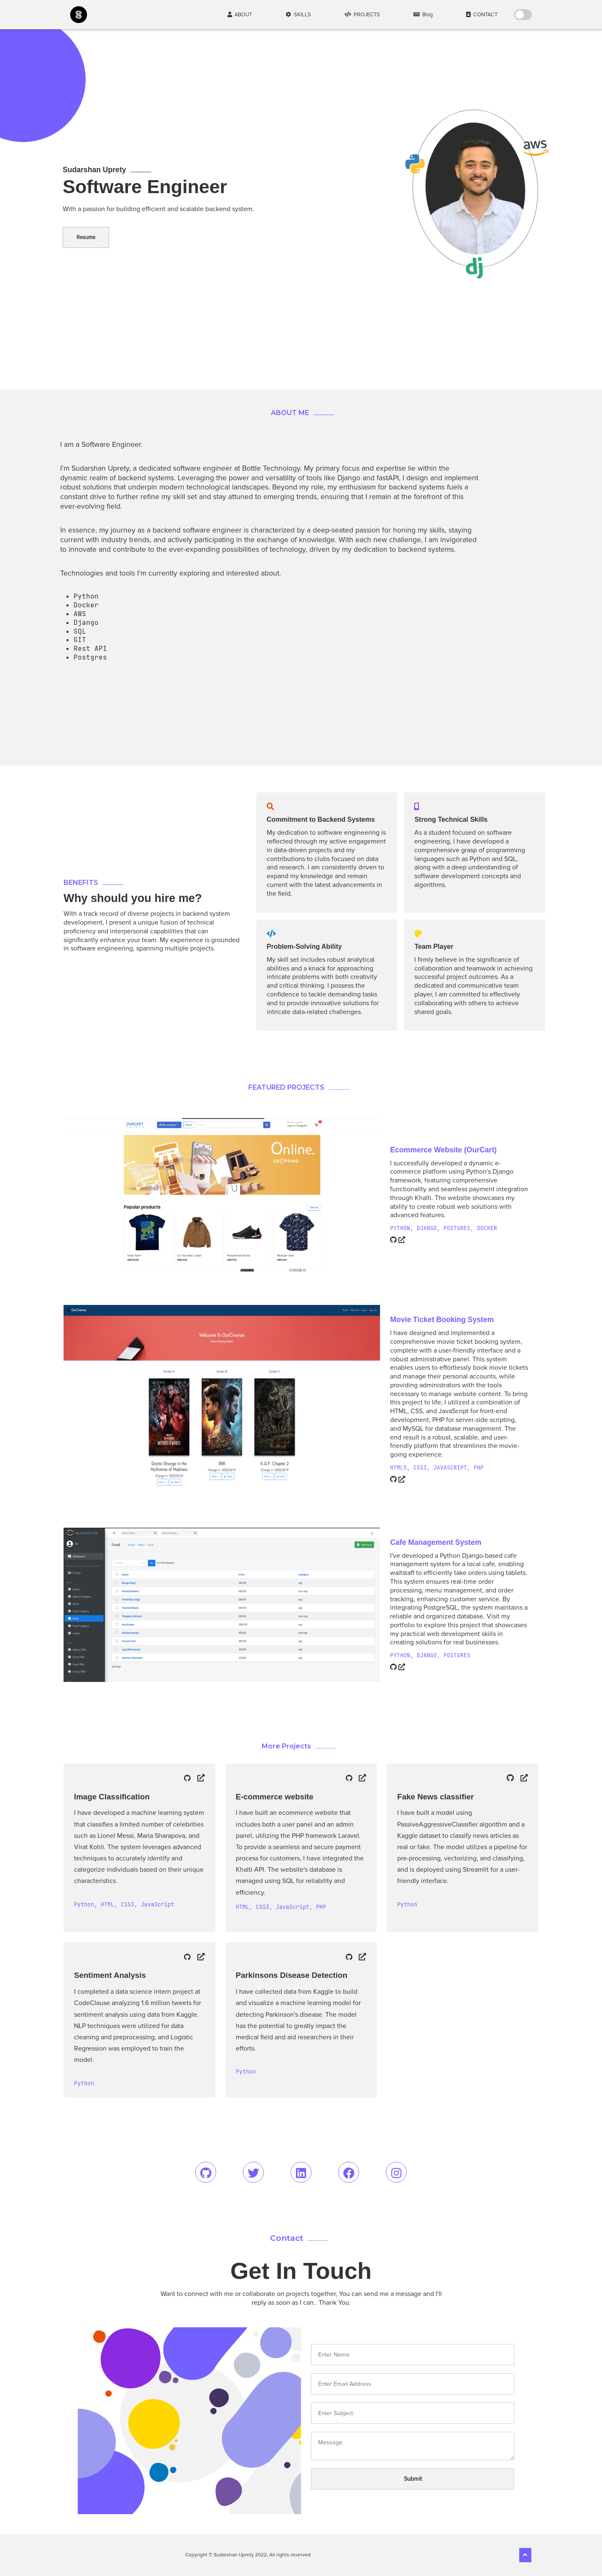 ABOUT
SKILLS
PROJECTS
Blog
CONTACT
Sudarshan Uprety
Software Engineer
With a passion for building efficient and scalable backend system.
Resume
aws
dj
ABOUT ME
I am a Software Engineer.
I'm Sudarshan Uprety, a dedicated software engineer at Bottle Technology. My primary focus and expertise lie within the
dynamic realm of backend systems. Leveraging the power and versatility of tools like Django and fastAPI, I design and implement
robust solutions that underpin modern technological landscapes. Beyond my role, my enthusiasm for backend systems fuels a
constant drive to further refine my skill set and stay attuned to emerging trends, ensuring that I remain at the forefront of this
ever-evolving field.
In essence, my journey as a backend software engineer is characterized by a deep-seated passion for honing my skills, staying
current with industry trends, and actively participating in the exchange of knowledge. With each new challenge, I am invigorated
to innovate and contribute to the ever-expanding possibilities of technology, driven by my dedication to backend systems.
Technologies and tools I'm currently exploring and interested about.
Python
Docker
AWS
Django
SQL
GIT
Rest API
Postgres
BENEFITS
Why should you hire me?
With a track record of diverse projects in backend system
development, I present a unique fusion of technical
proficiency and interpersonal capabilities that can
significantly enhance your team. My experience is grounded
in software engineering, spanning multiple projects.
Commitment to Backend Systems
My dedication to software engineering is
reflected through my active engagement
in data-driven projects and my
contributions to clubs focused on data
and research. I am consistently driven to
expand my knowledge and remain
current with the latest advancements in
the field.
Strong Technical Skills
As a student focused on software
engineering, I have developed a
comprehensive grasp of programming
languages such as Python and SQL,
along with a deep understanding of
software development concepts and
algorithms.
Problem-Solving Ability
My skill set includes robust analytical
abilities and a knack for approaching
intricate problems with both creativity
and critical thinking. I possess the
confidence to tackle demanding tasks
and to provide innovative solutions for
intricate data-related challenges.
Team Player
I firmly believe in the significance of
collaboration and teamwork in achieving
successful project outcomes. As a
dedicated and communicative team
player, I am committed to effectively
collaborating with others to achieve
shared goals.
FEATURED PROJECTS
OURCART
Online.
SHOPPING
Popular products
Ecommerce Website (OurCart)
I successfully developed a dynamic e-
commerce platform using Python's Django
framework, featuring comprehensive
functionality and seamless payment integration
through Khalti. The website showcases my
ability to create robust web solutions with
advanced features.
PYTHON, DJANGO, POSTGRES, DOCKER
Welcome To OurCinemas
Screen A
Screen B
Screen C
Doctor Strange in the
Multiverse of Madness
RRR
K.G.F: Chapter 2
Movie Ticket Booking System
I have designed and implemented a
comprehensive movie ticket booking system,
complete with a user-friendly interface and a
robust administrative panel. This system
enables users to effortlessly book movie tickets
and manage their personal accounts, while
providing administrators with the tools
necessary to manage website content. To bring
this project to life, I utilized a combination of
HTML, CSS, and JavaScript for front-end
development, PHP for server-side scripting,
and MySQL for database management. The
end result is a robust, scalable, and user-
friendly platform that streamlines the movie-
going experience.
HTML5, CSS3, JAVASCRIPT, PHP
Food
Cafe Management System
I've developed a Python Django-based cafe
management system for a local cafe, enabling
waitstaff to efficiently take orders using tablets.
This system ensures real-time order
processing, menu management, and order
tracking, enhancing customer service. By
integrating PostgreSQL, the system maintains a
reliable and organized database. Visit my
portfolio to explore this project that showcases
my practical web development skills in
creating solutions for real businesses.
PYTHON, DJANGO, POSTGRES
More Projects
Image Classification
I have developed a machine learning system
that classifies a limited number of celebrities
such as Lionel Messi, Maria Sharapova, and
Virat Kohli. The system leverages advanced
techniques to accurately identify and
categorize individuals based on their unique
characteristics.
Python, HTML, CSS3, JavaScript
E-commerce website
I have built an ecommerce website that
includes both a user panel and an admin
panel, utilizing the PHP framework Laravel.
To provide a seamless and secure payment
process for customers, I have integrated the
Khalti API. The website's database is
managed using SQL for reliability and
efficiency.
HTML, CSS3, JavaScript, PHP
Fake News classifier
I have built a model using
PassiveAggressiveClassifier algorithm and a
Kaggle dataset to classify news articles as
real or fake. The model utilizes a pipeline for
pre-processing, vectorizing, and classifying,
and is deployed using Streamlit for a user-
friendly interface.
Python
Sentiment Analysis
I completed a data science intern project at
CodeClause analyzing 1.6 million tweets for
sentiment analysis using data from Kaggle.
NLP techniques were utilized for data
cleaning and preprocessing, and Logistic
Regression was employed to train the
model.
Python
Parkinsons Disease Detection
I have collected data from Kaggle to build
and visualize a machine learning model for
detecting Parkinson's disease. The model
has the potential to greatly impact the
medical field and aid researchers in their
efforts.
Python
Contact
Get In Touch
Want to connect with me or collaborate on projects together, You can send me a message and I'll
reply as soon as I can.. Thank You.
Enter Name
Enter Email Address
Enter Subject
Message
Submit
Copyright © Sudarshan Uprety 2022. All rights reserved